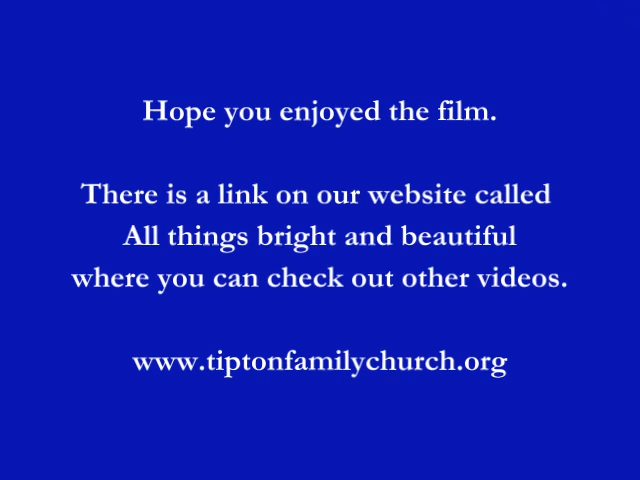 Hope you enjoyed the film.
There is a link on our website called
All things bright and beautiful
where you can check out other videos.
www.tiptonfamilychurch.org